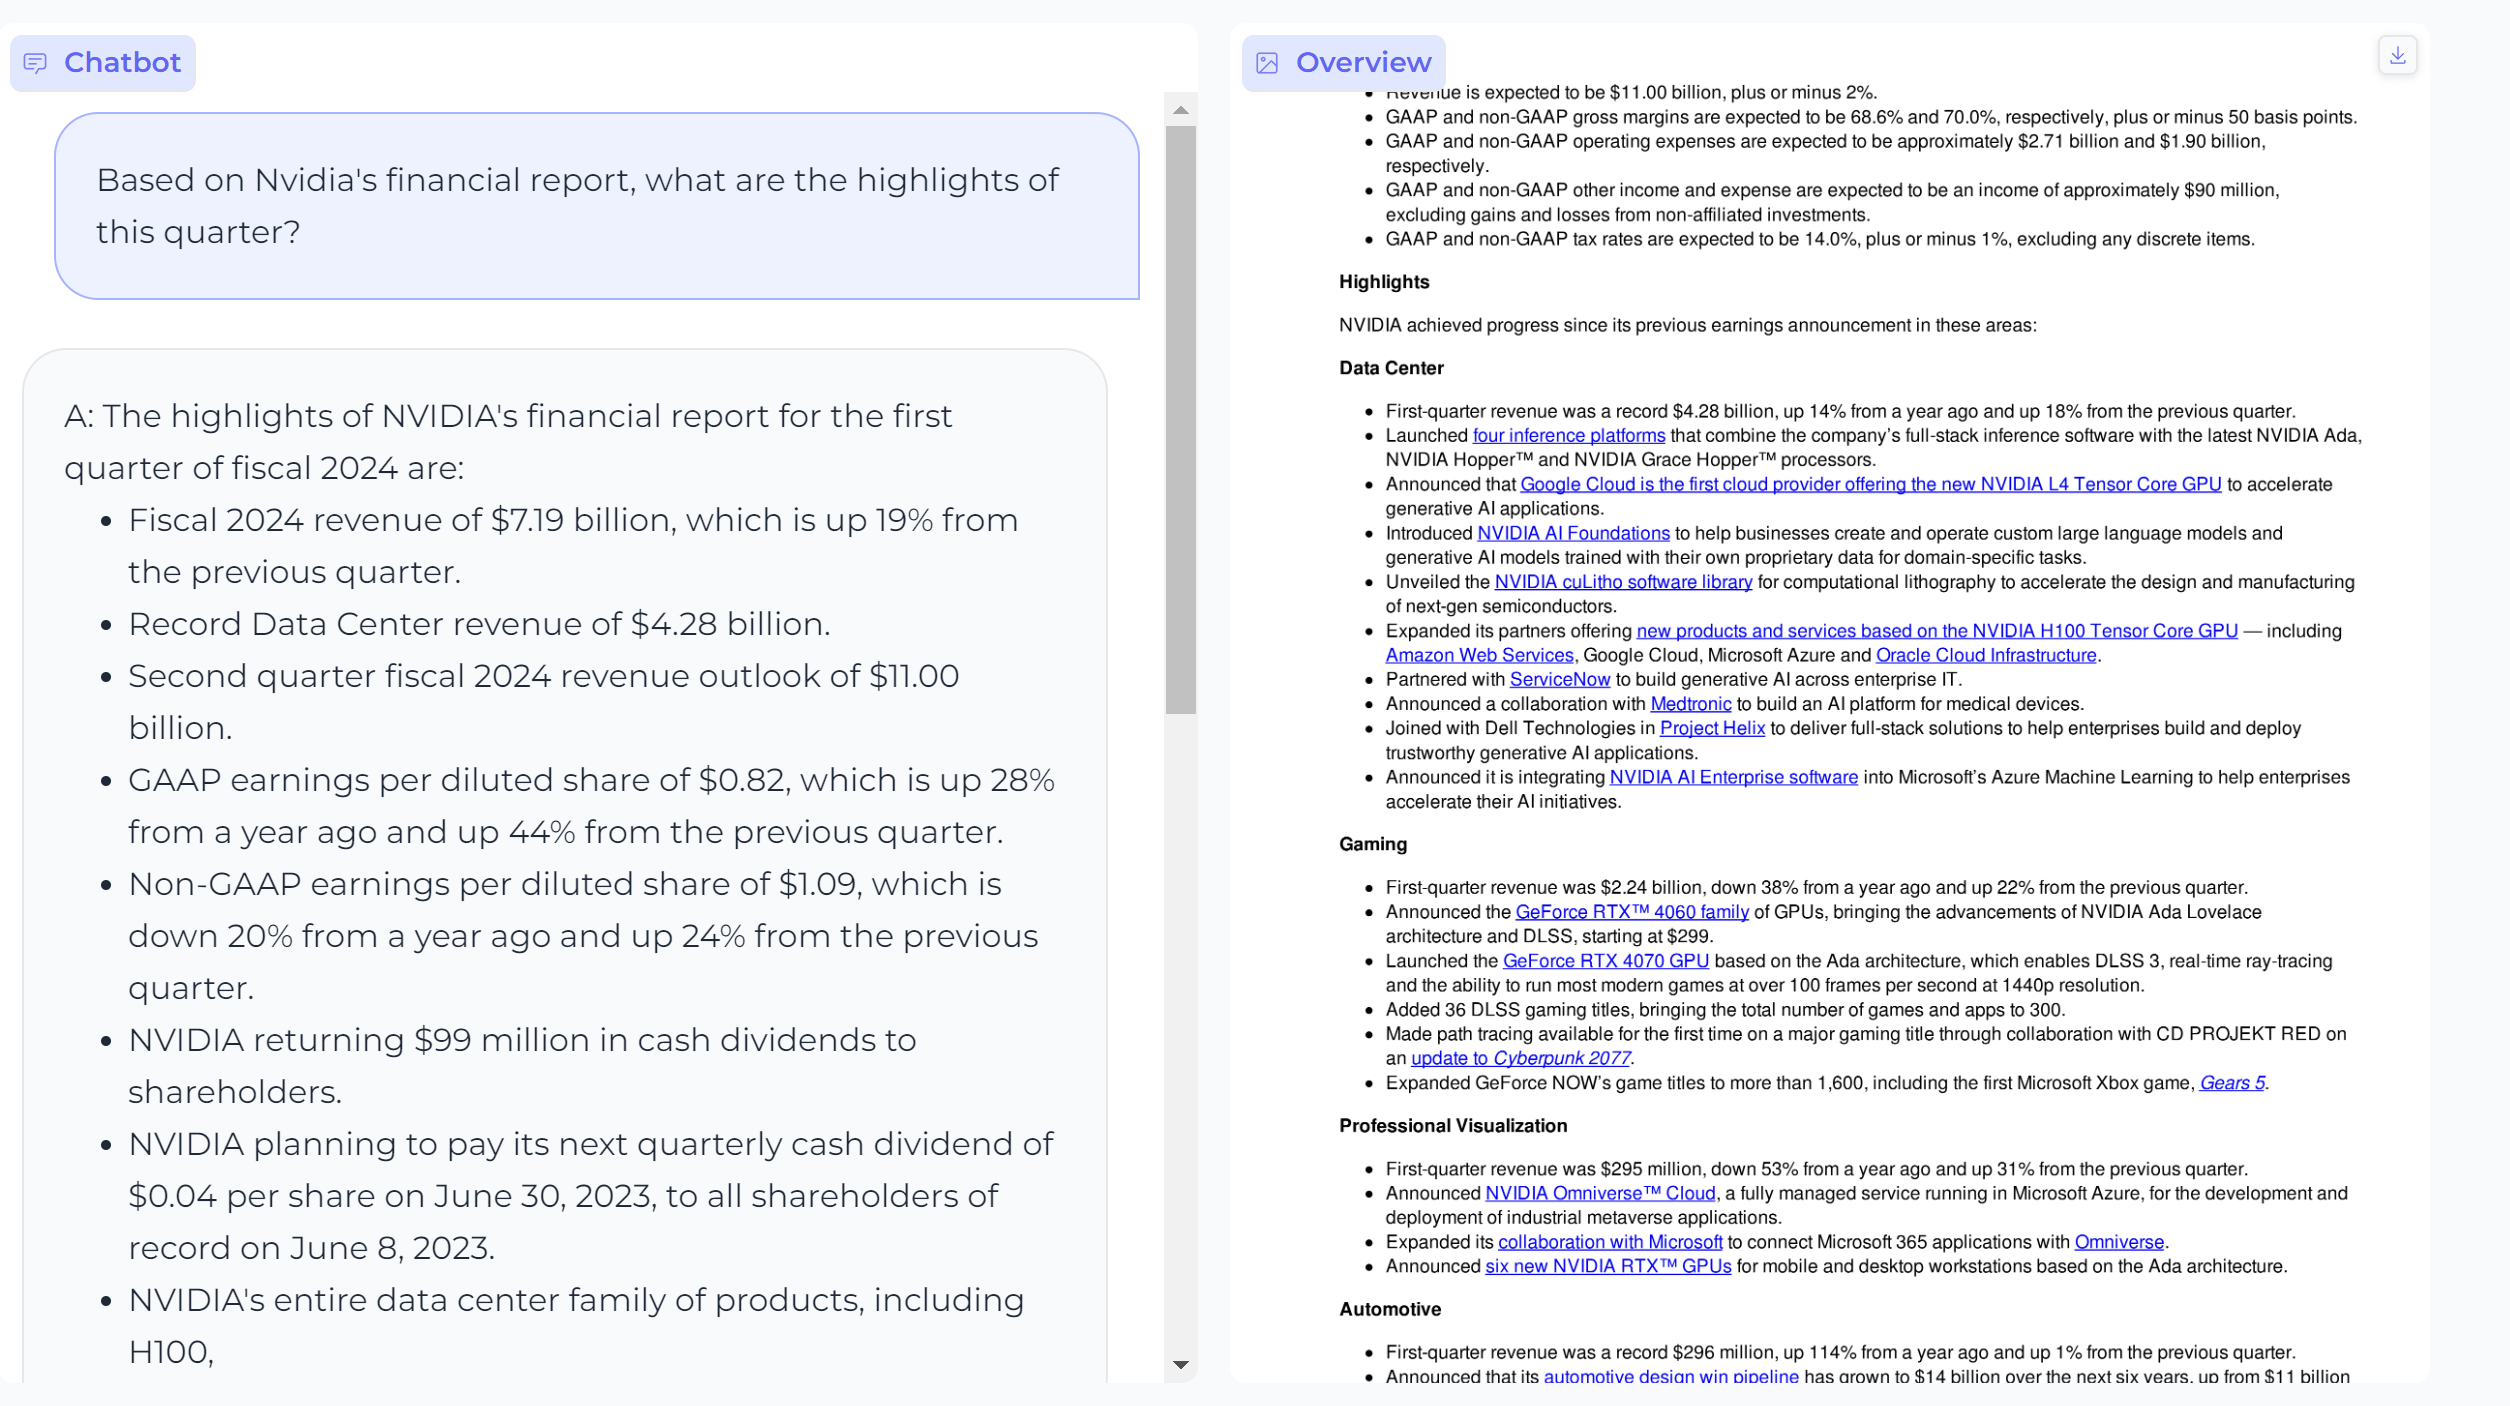 Chatbot
Based on Nvidia's financial report, what are the highlights of
this quarter?
A: The highlights of NVIDIA's financial report for the first
quarter of fiscal 2024 are:
• Fiscal 2024 revenue of $7.19 billion, which is up 19% from
the previous quarter.
• Record Data Center revenue of $4.28 billion.
• Second quarter fiscal 2024 revenue outlook of $11.00
billion.
• GAAP earnings per diluted share of $0.82, which is up 28%
from a year ago and up 44% from the previous quarter.
• Non-GAAP earnings per diluted share of $1.09, which is
down 20% from a year ago and up 24% from the previous
quarter.
• NVIDIA returning $99 million in cash dividends to
shareholders.
• NVIDIA planning to pay its next quarterly cash dividend of
$0.04 per share on June 30, 2023, to all shareholders of
record on June 8, 2023.
• NVIDIA's entire data center family of products, including
H100,
Overview
• Revenue is expected to be $11.00 billion, plus or minus 2%.
• GAAP and non-GAAP gross margins are expected to be 68.6% and 70.0%, respectively, plus or minus 50 basis points.
• GAAP and non-GAAP operating expenses are expected to be approximately $2.71 billion and $1.90 billion,
respectively.
• GAAP and non-GAAP other income and expense are expected to be an income of approximately $90 million,
excluding gains and losses from non-affiliated investments.
• GAAP and non-GAAP tax rates are expected to be 14.0%, plus or minus 1%, excluding any discrete items.
Highlights
NVIDIA achieved progress since its previous earnings announcement in these areas:
Data Center
• First-quarter revenue was a record $4.28 billion, up 14% from a year ago and up 18% from the previous quarter.
• Launched four inference platforms that combine the company’s full-stack inference software with the latest NVIDIA Ada,
NVIDIA Hopper™ and NVIDIA Grace Hopper™ processors.
• Announced that Google Cloud is the first cloud provider offering the new NVIDIA L4 Tensor Core GPU to accelerate
generative AI applications.
• Introduced NVIDIA AI Foundations to help businesses create and operate custom large language models and
generative AI models trained with their own proprietary data for domain-specific tasks.
• Unveiled the NVIDIA cuLitho software library for computational lithography to accelerate the design and manufacturing
of next-gen semiconductors.
• Expanded its partners offering new products and services based on the NVIDIA H100 Tensor Core GPU — including
Amazon Web Services, Google Cloud, Microsoft Azure and Oracle Cloud Infrastructure.
• Partnered with ServiceNow to build generative AI across enterprise IT.
• Announced a collaboration with Medtronic to build an AI platform for medical devices.
• Joined with Dell Technologies in Project Helix to deliver full-stack solutions to help enterprises build and deploy
trustworthy generative AI applications.
• Announced it is integrating NVIDIA AI Enterprise software into Microsoft’s Azure Machine Learning to help enterprises
accelerate their AI initiatives.
Gaming
• First-quarter revenue was $2.24 billion, down 38% from a year ago and up 22% from the previous quarter.
• Announced the GeForce RTX™ 4060 family of GPUs, bringing the advancements of NVIDIA Ada Lovelace
architecture and DLSS, starting at $299.
• Launched the GeForce RTX 4070 GPU based on the Ada architecture, which enables DLSS 3, real-time ray-tracing
and the ability to run most modern games at over 100 frames per second at 1440p resolution.
• Added 36 DLSS gaming titles, bringing the total number of games and apps to 300.
• Made path tracing available for the first time on a major gaming title through collaboration with CD PROJEKT RED on
an update to Cyberpunk 2077.
• Expanded GeForce NOW’s game titles to more than 1,600, including the first Microsoft Xbox game, Gears 5.
Professional Visualization
• First-quarter revenue was $295 million, down 53% from a year ago and up 31% from the previous quarter.
• Announced NVIDIA Omniverse™ Cloud, a fully managed service running in Microsoft Azure, for the development and
deployment of industrial metaverse applications.
• Expanded its collaboration with Microsoft to connect Microsoft 365 applications with Omniverse.
• Announced six new NVIDIA RTX™ GPUs for mobile and desktop workstations based on the Ada architecture.
Automotive
• First-quarter revenue was a record $296 million, up 114% from a year ago and up 1% from the previous quarter.
• Announced that its automotive design win pipeline has grown to $14 billion over the next six years, up from $11 billion